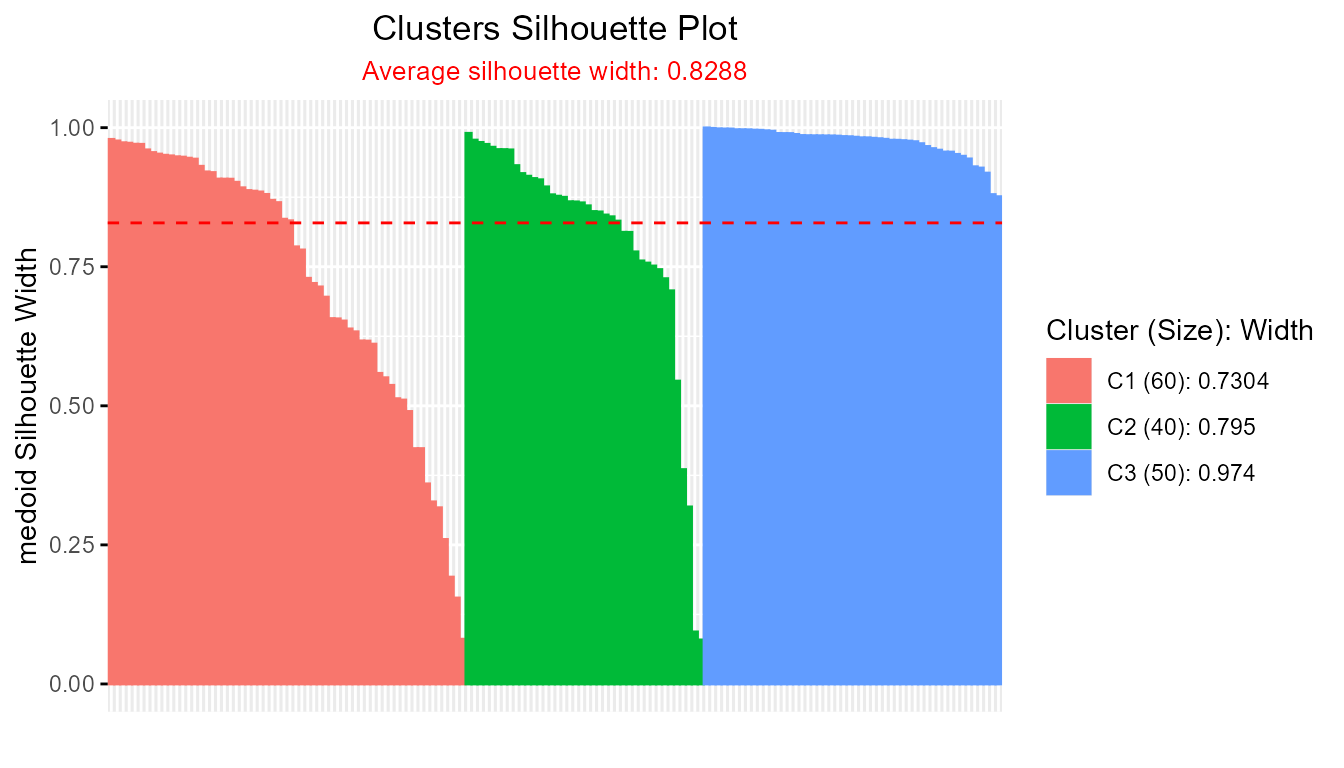 Clusters Silhouette Plot
Average silhouette width: 0.8288
medoid Silhouette Width
1.00
0.75
0.50
0.25
0.00
Cluster (Size): Width
C1 (60): 0.7304
C2 (40): 0.795
C3 (50): 0.974